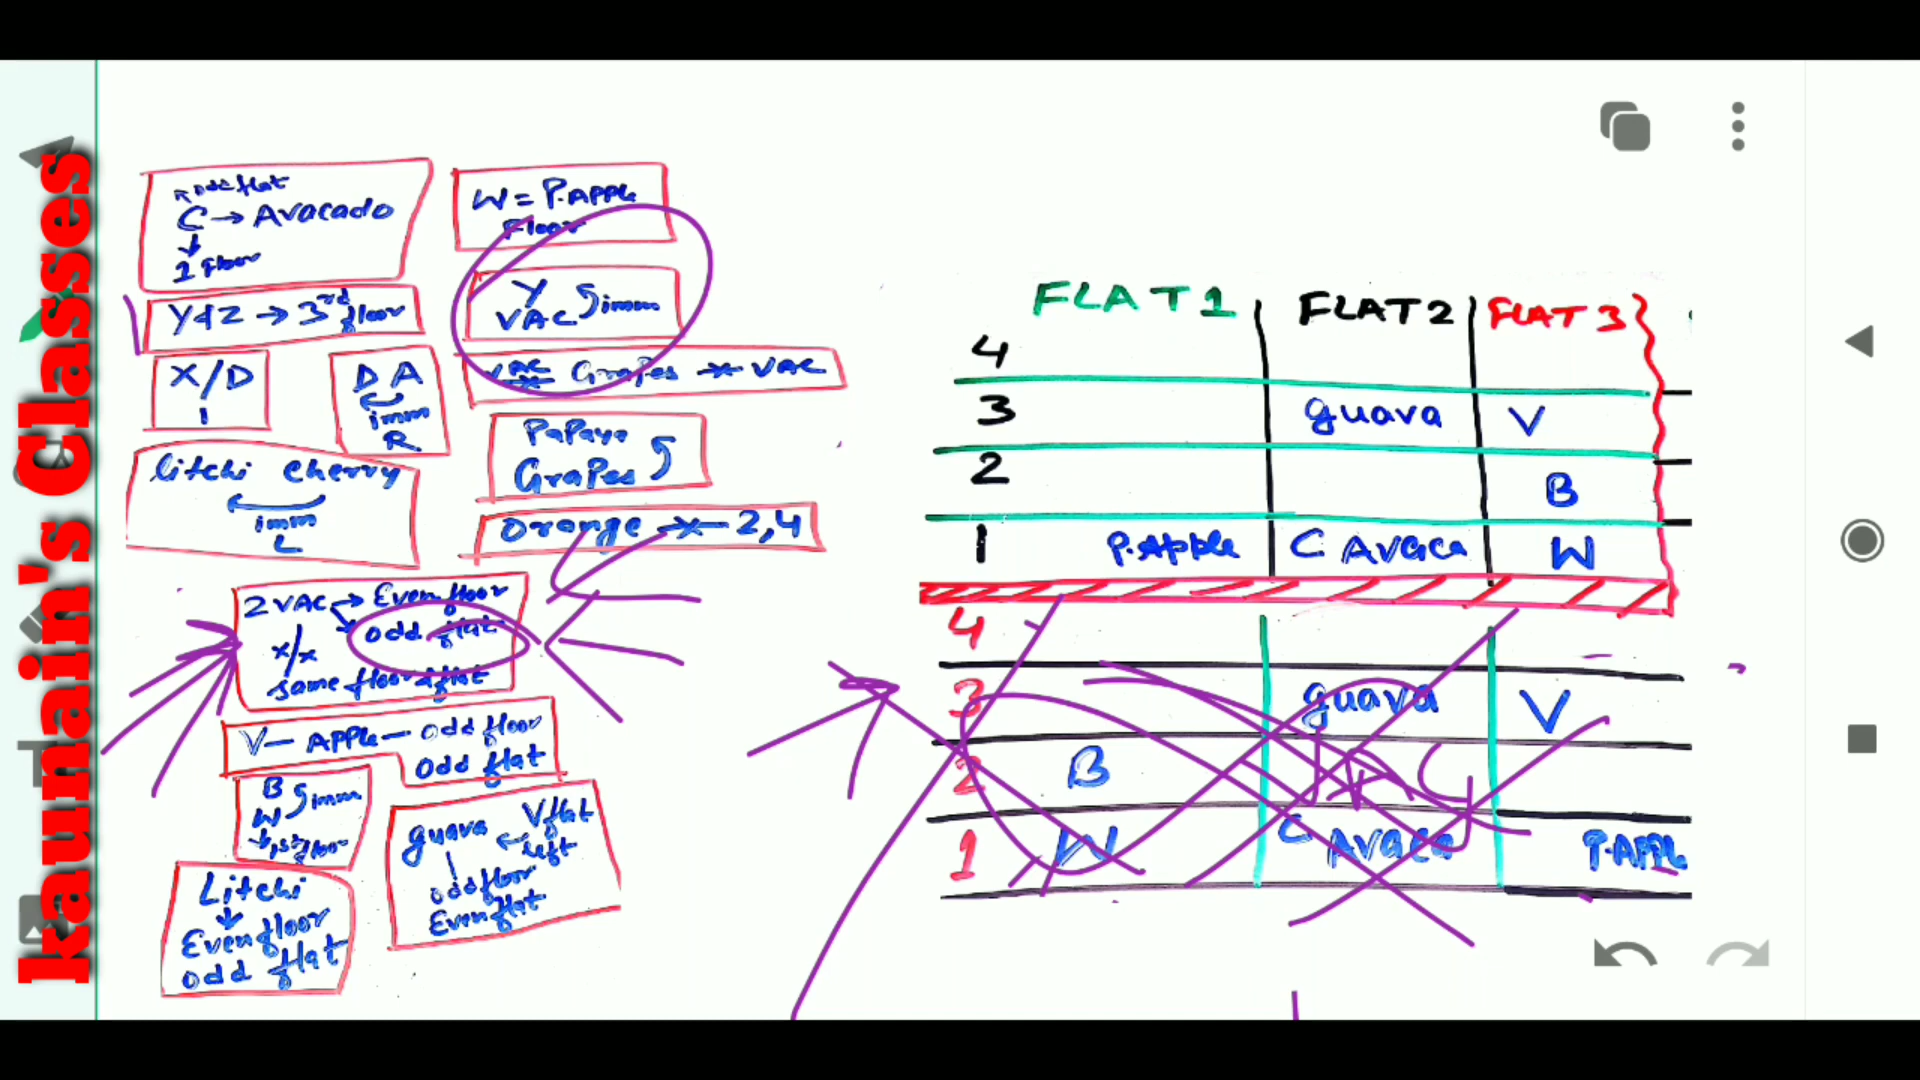 kaunain's Classes
odd flat
C → Avacado
↓
1 floor
W = P.APPle
Floor
Y
VAC imm
Y&Z → 3rd floor
X/D
1
D A
imm
R
Grapes -x- VAC
litchi cherry
imm
L
PaPaya
Grapes
Orange -x- 2,4
2 VAC → Even floor
odd flat
x/x
same floor & flat
V - APPle - odd floor
odd flat
B
W imm
↓ 1st floor
guava V flat
← left
odd floor
Even flat
Litchi
↓
Even floor
odd flat
FLAT 1 FLAT 2 FLAT 3
4
3 guava V
2 B
1 P.Apple C Avaca W
4
3 guava V
2 B
1 W C Avaca P.APPl